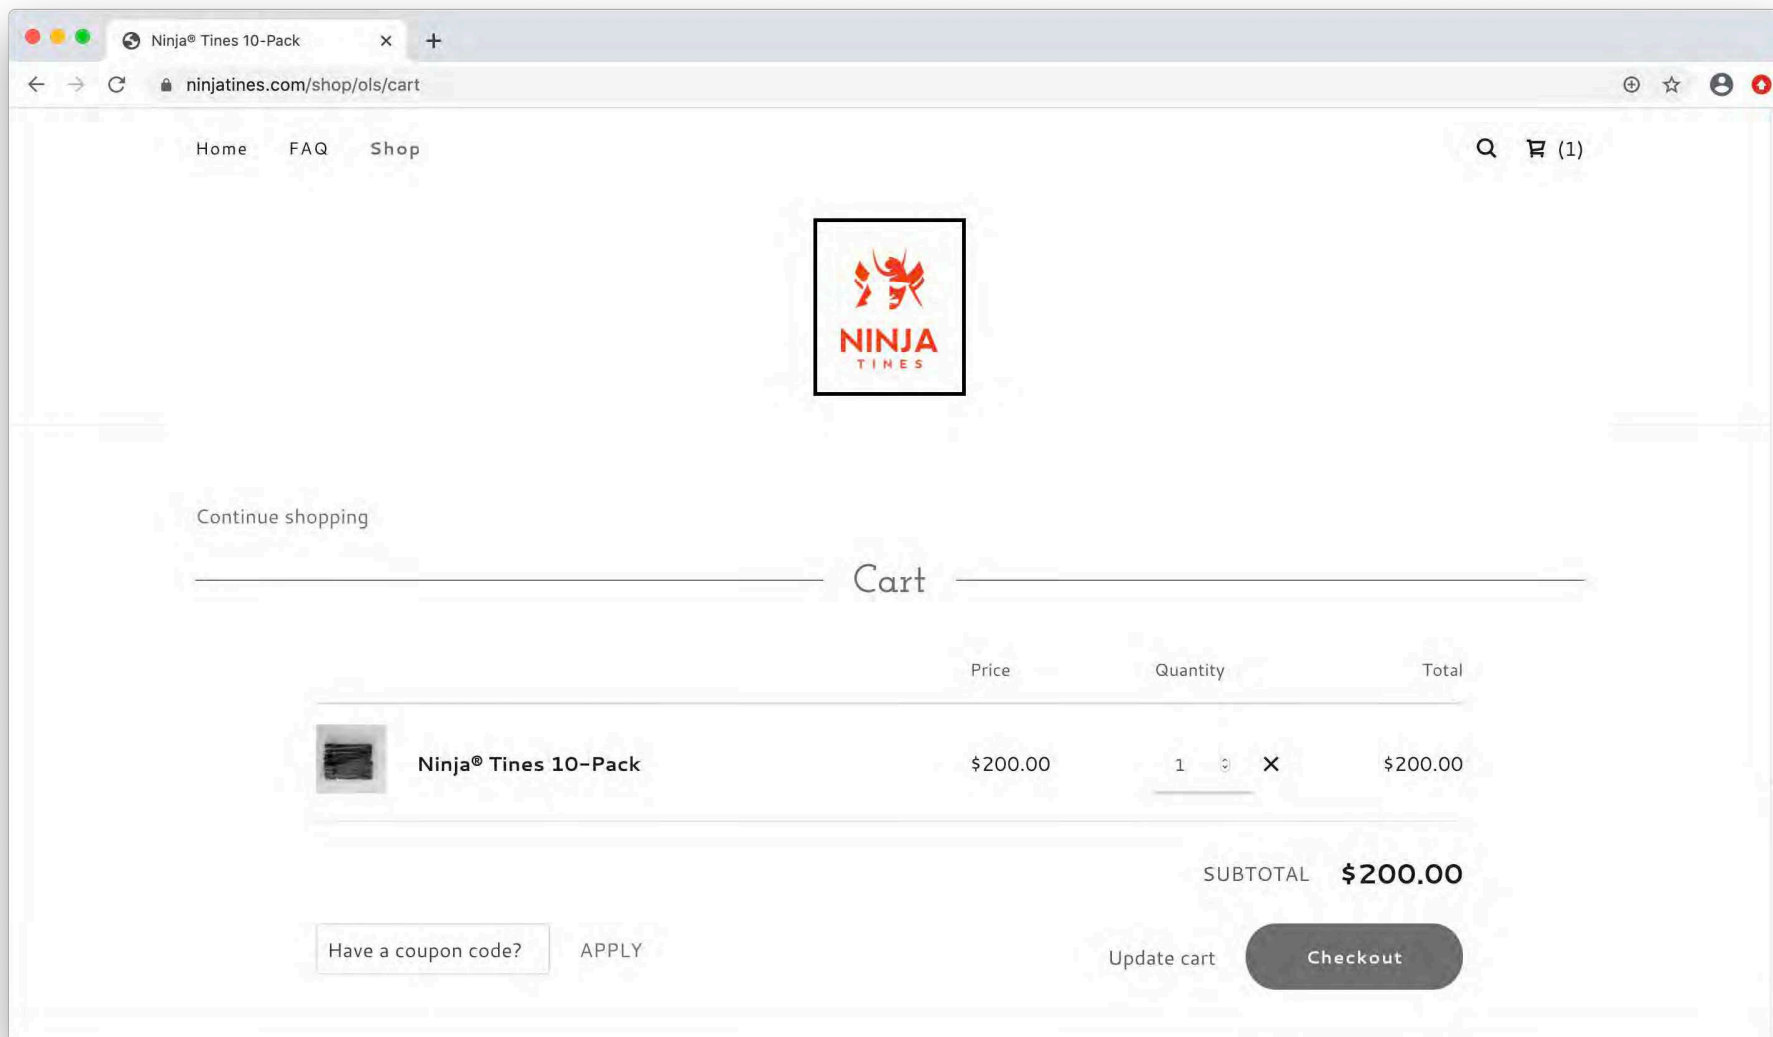 Ninja® Tines 10-Pack
ninjatines.com/shop/ols/cart
Home FAQ Shop (1)
NINJA
TINES
Continue shopping
Cart
Price Quantity Total
Ninja® Tines 10-Pack $200.00 1 $200.00
SUBTOTAL $200.00
Have a coupon code? APPLY Update cart Checkout